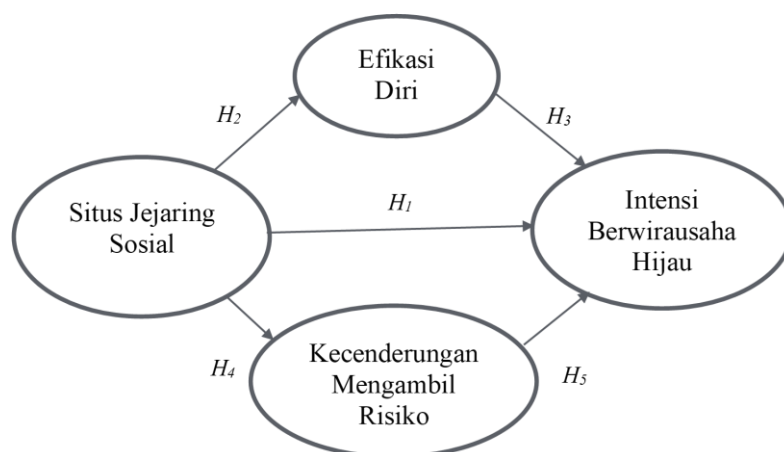 Efikasi
Diri
H₂
H₃
Situs Jejaring
Sosial
H₁
Intensi
Berwirausaha
Hijau
H₄
Kecenderungan
Mengambil
Risiko
H₅